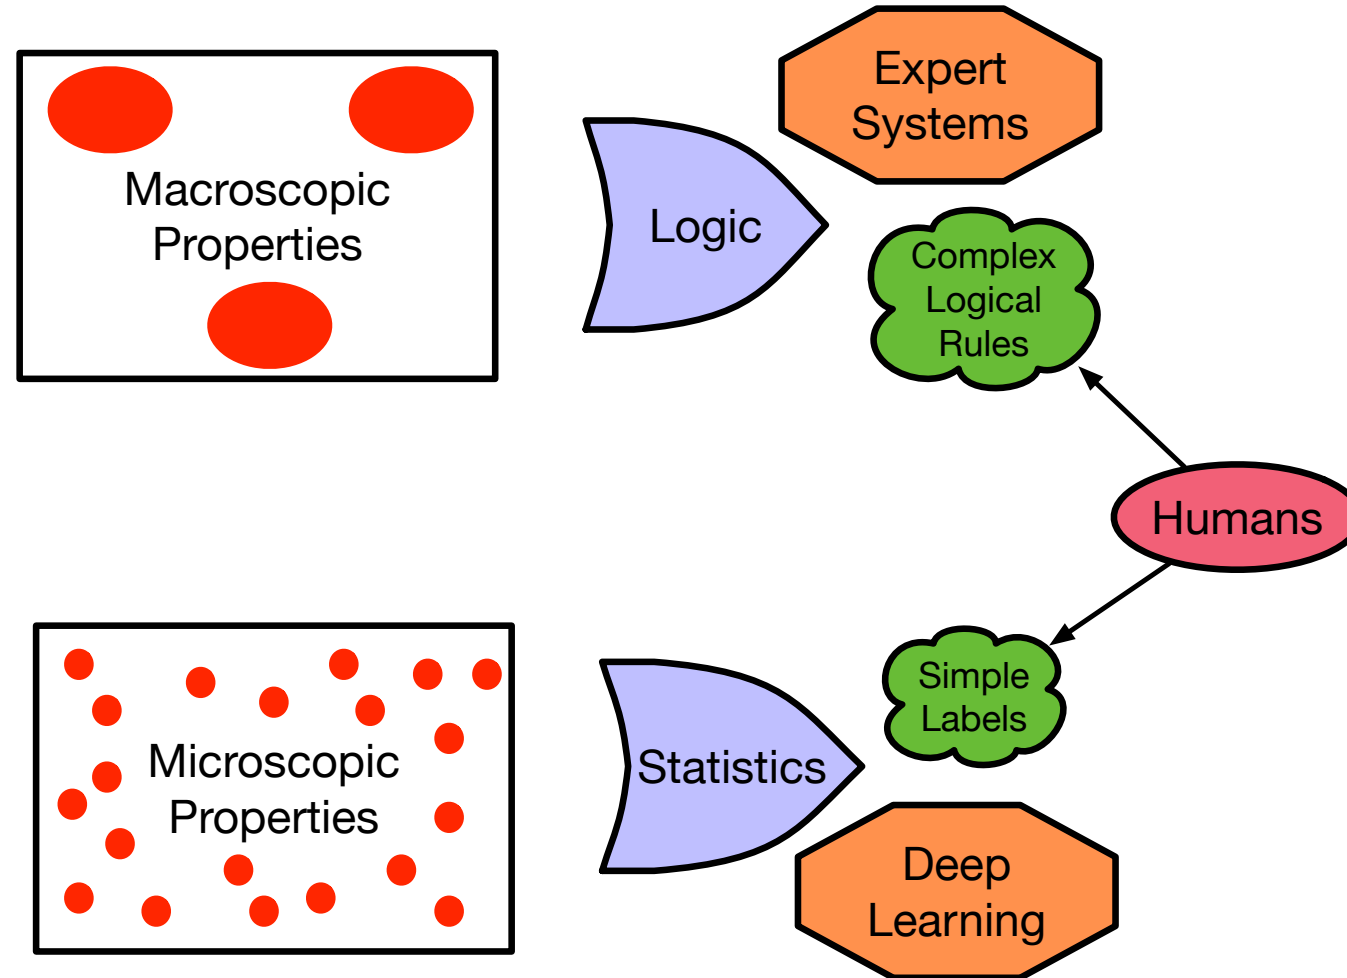 Expert
Systems
Macroscopic
Properties
Logic
Complex
Logical
Rules
Humans
Simple
Labels
Microscopic
Properties
Statistics
Deep
Learning